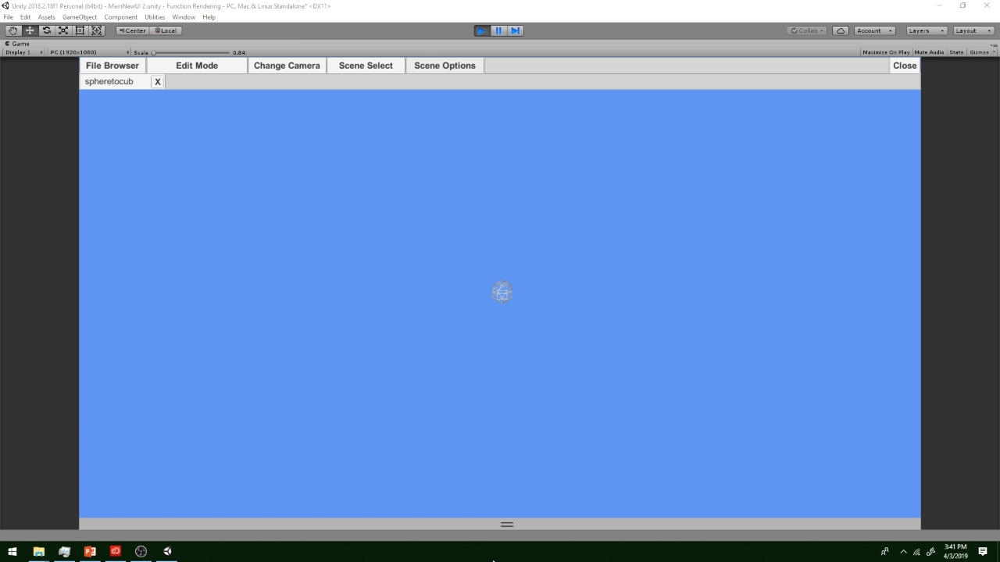 Unity 2018.2.18f1 Personal (64bit) - MainNewUI 2.unity - Function Rendering - PC, Mac & Linux Standalone* <DX11>
File Edit Assets GameObject Component Utilities Window Help
Center Local Collab Account Layers Layout
Game
Display 1 PC (1920x1080) Scale 0.84: Maximize On Play Mute Audio Stats Gizmos
File Browser Edit Mode Change Camera Scene Select Scene Options Close
spheretocub X
3:41 PM
4/3/2019